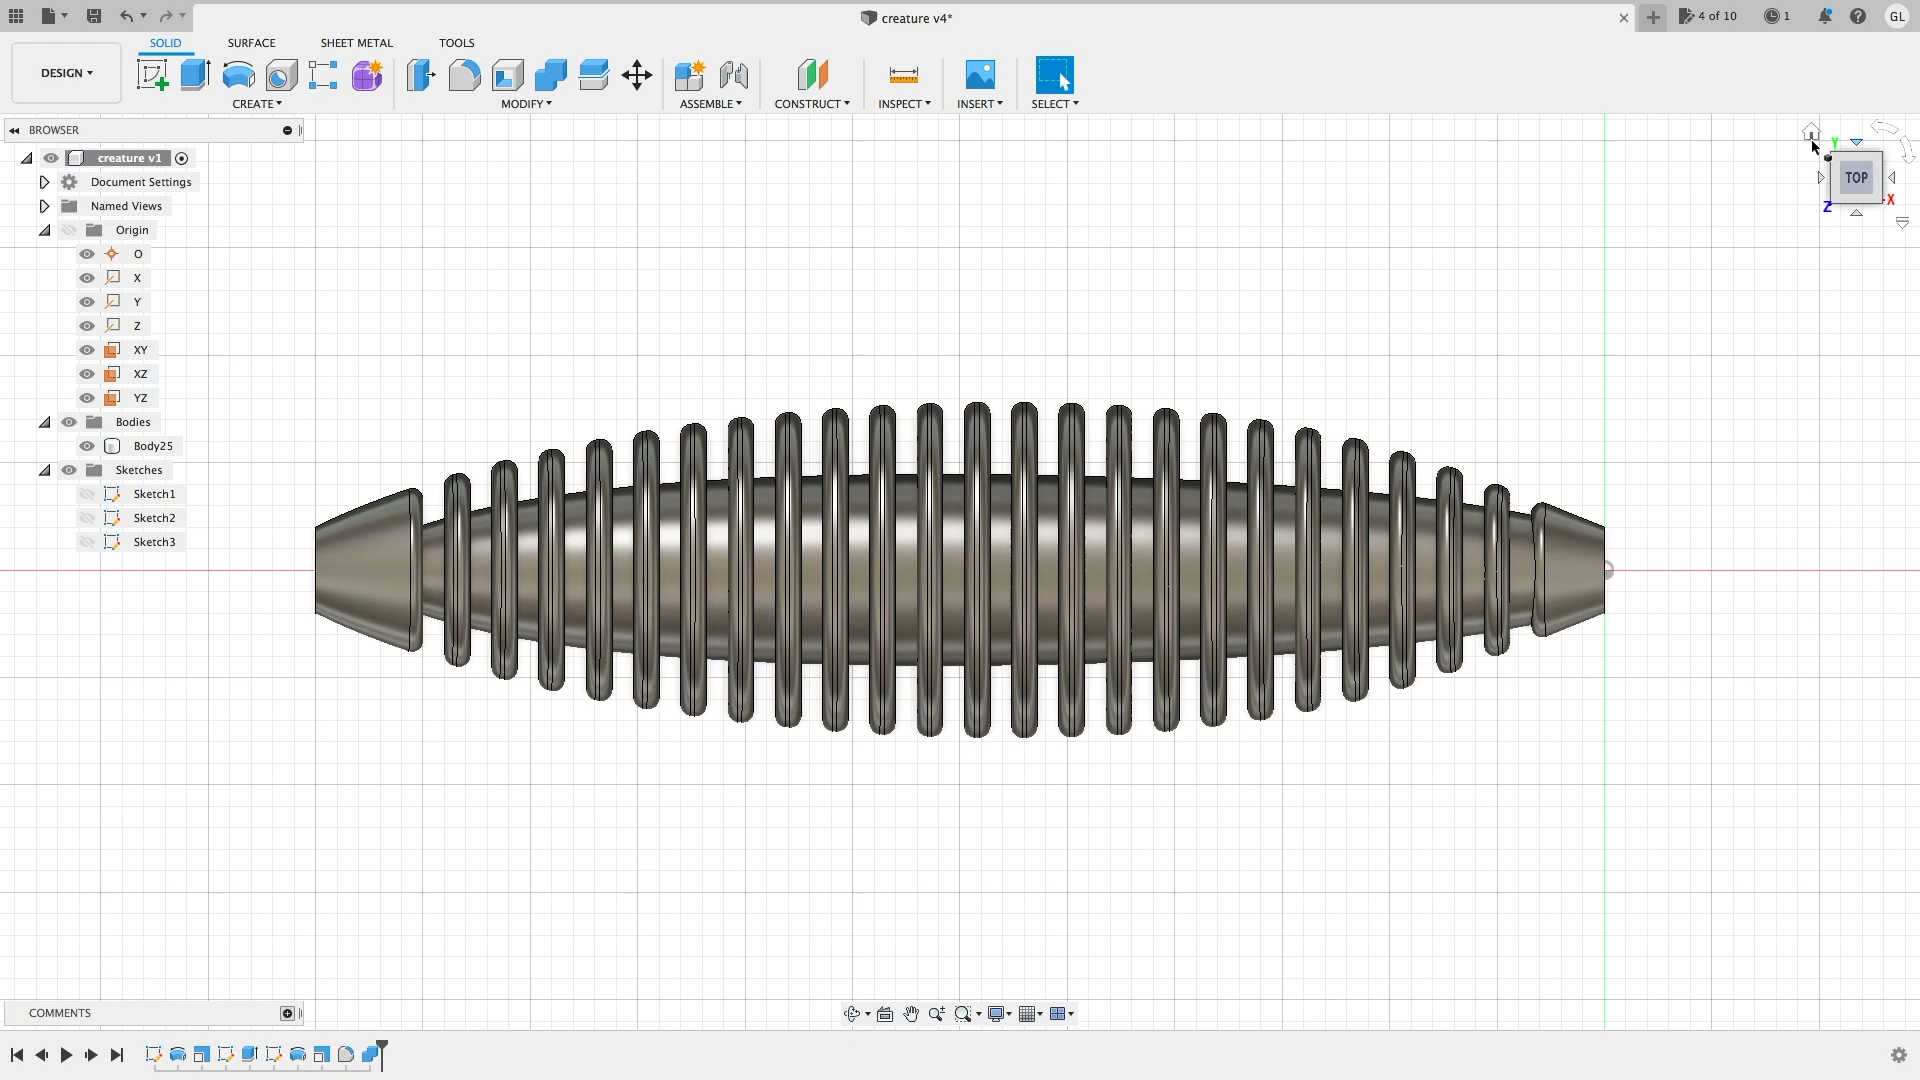 creature v4*
4 of 10
1
GL
DESIGN
SOLID
SURFACE
SHEET METAL
TOOLS
CREATE
MODIFY
ASSEMBLE
CONSTRUCT
INSPECT
INSERT
SELECT
BROWSER
creature v1
Document Settings
Named Views
Origin
O
X
Y
Z
XY
XZ
YZ
Bodies
Body25
Sketches
Sketch1
Sketch2
Sketch3
Y
TOP
X
Z
COMMENTS